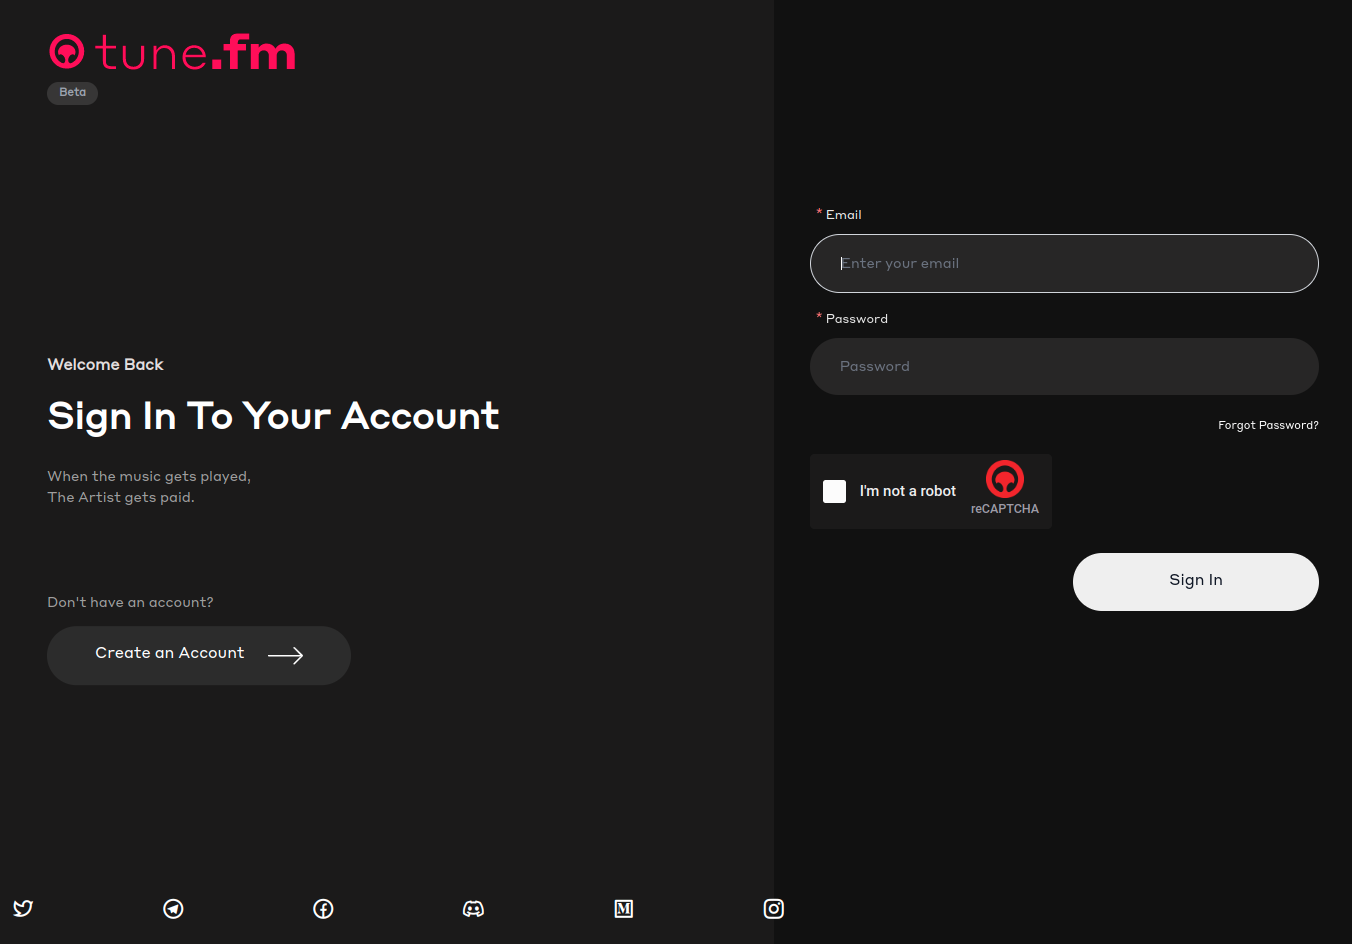 tune.fm
Beta
Welcome Back
Sign In To Your Account
When the music gets played,
The Artist gets paid.
Don't have an account?
Create an Account
* Email
Enter your email
* Password
Password
Forgot Password?
I'm not a robot
reCAPTCHA
Sign In
M